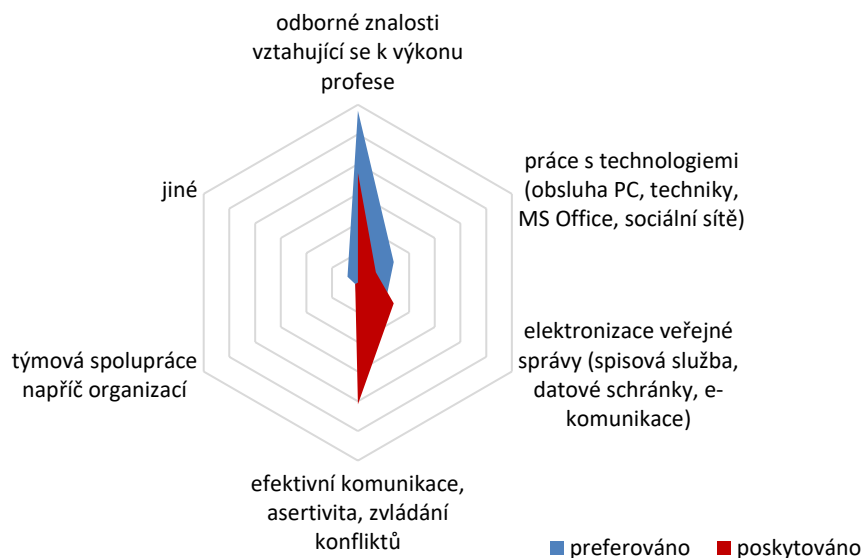 odborné znalosti
vztahující se k výkonu
profese
práce s technologiemi
(obsluha PC, techniky,
MS Office, sociální sítě)
elektronizace veřejné
správy (spisová služba,
datové schránky, e-
komunikace)
efektivní komunikace,
asertivita, zvládání
konfliktů
týmová spolupráce
napříč organizací
jiné
preferováno
poskytováno